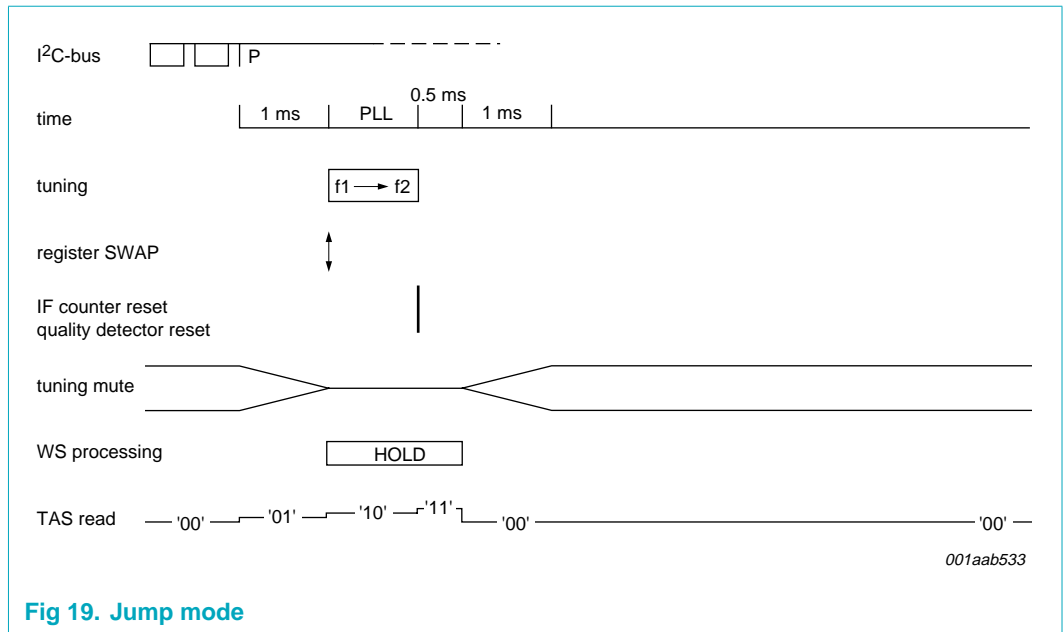 I²C-bus P
0.5 ms
time 1 ms PLL 1 ms
tuning f1 → f2
register SWAP
IF counter reset
quality detector reset
tuning mute
WS processing HOLD
TAS read '00' '01' '10' '11' '00' '00'
001aab533
Fig 19. Jump mode